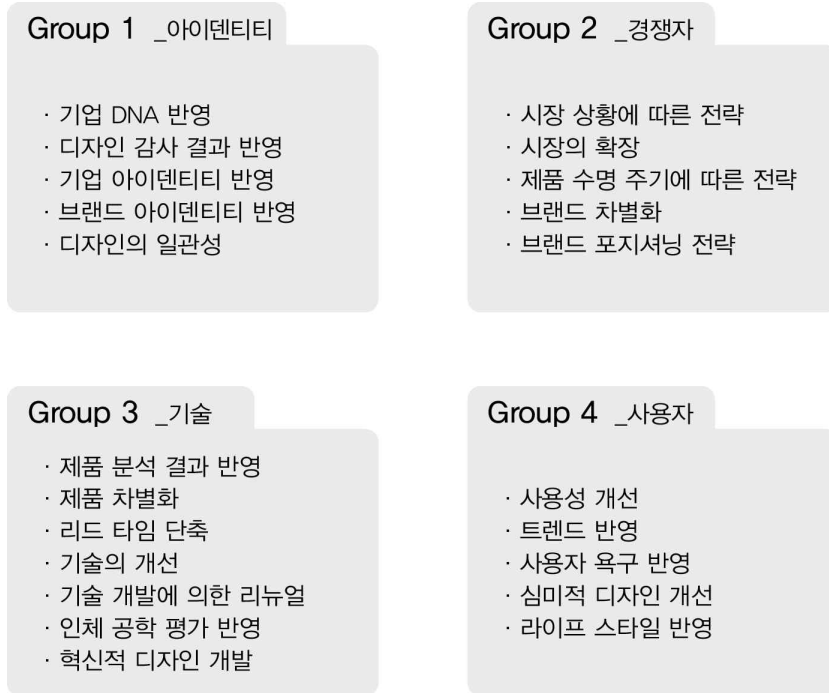 Group 1 _아이덴티티
· 기업 DNA 반영
· 디자인 감사 결과 반영
· 기업 아이덴티티 반영
· 브랜드 아이덴티티 반영
· 디자인의 일관성
Group 2 _경쟁자
· 시장 상황에 따른 전략
· 시장의 확장
· 제품 수명 주기에 따른 전략
· 브랜드 차별화
· 브랜드 포지셔닝 전략
Group 3 _기술
· 제품 분석 결과 반영
· 제품 차별화
· 리드 타임 단축
· 기술의 개선
· 기술 개발에 의한 리뉴얼
· 인체 공학 평가 반영
· 혁신적 디자인 개발
Group 4 _사용자
· 사용성 개선
· 트렌드 반영
· 사용자 욕구 반영
· 심미적 디자인 개선
· 라이프 스타일 반영